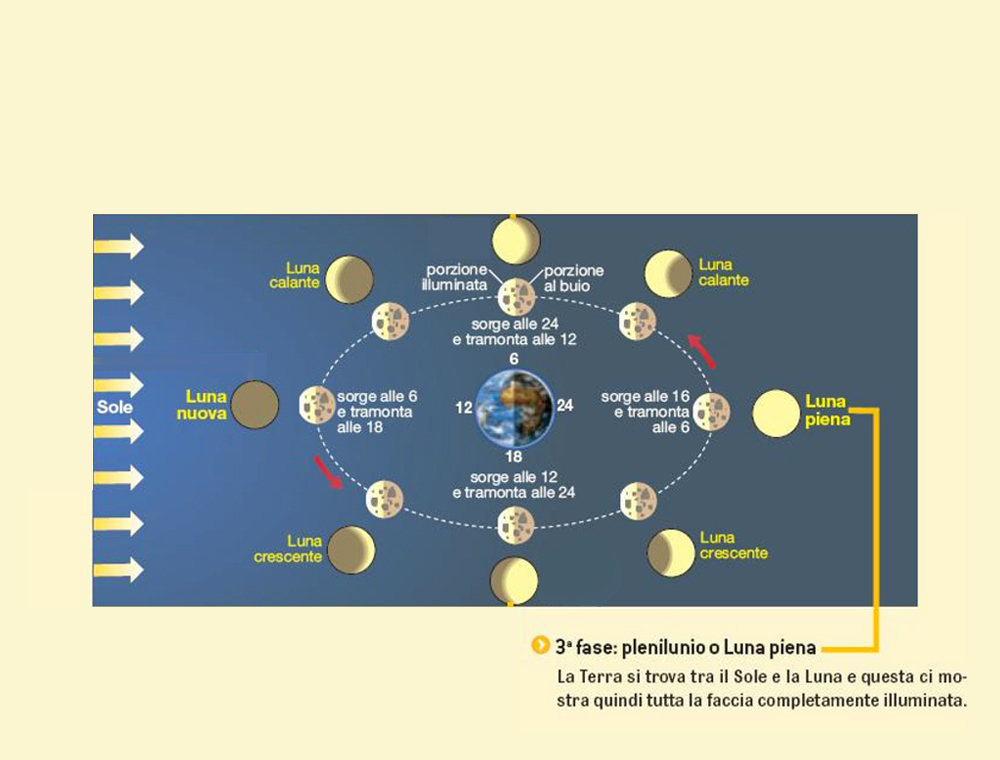 Luna
calante
porzione
illuminata
porzione
al buio
Luna
calante
sorge alle 24
e tramonta alle 12
6
Sole
Luna
nuova
sorge alle 6
e tramonta
alle 18
12
24
sorge alle 16
e tramonta
alle 6
Luna
piena
18
sorge alle 12
e tramonta alle 24
Luna
crescente
Luna
crescente
3ª fase: plenilunio o Luna piena
La Terra si trova tra il Sole e la Luna e questa ci mo-
stra quindi tutta la faccia completamente illuminata.